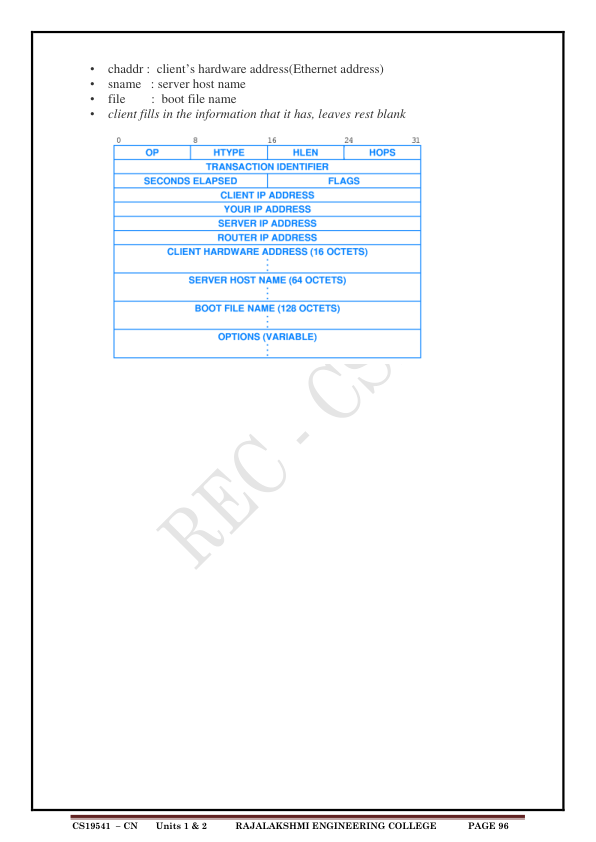 • chaddr : client's hardware address(Ethernet address)
• sname : server host name
• file : boot file name
• client fills in the information that it has, leaves rest blank
0 8 16 24 31
OP HTYPE HLEN HOPS
TRANSACTION IDENTIFIER
SECONDS ELAPSED FLAGS
CLIENT IP ADDRESS
YOUR IP ADDRESS
SERVER IP ADDRESS
ROUTER IP ADDRESS
CLIENT HARDWARE ADDRESS (16 OCTETS)
SERVER HOST NAME (64 OCTETS)
BOOT FILE NAME (128 OCTETS)
OPTIONS (VARIABLE)
REC - CS
CS19541 – CN Units 1 & 2 RAJALAKSHMI ENGINEERING COLLEGE PAGE 96